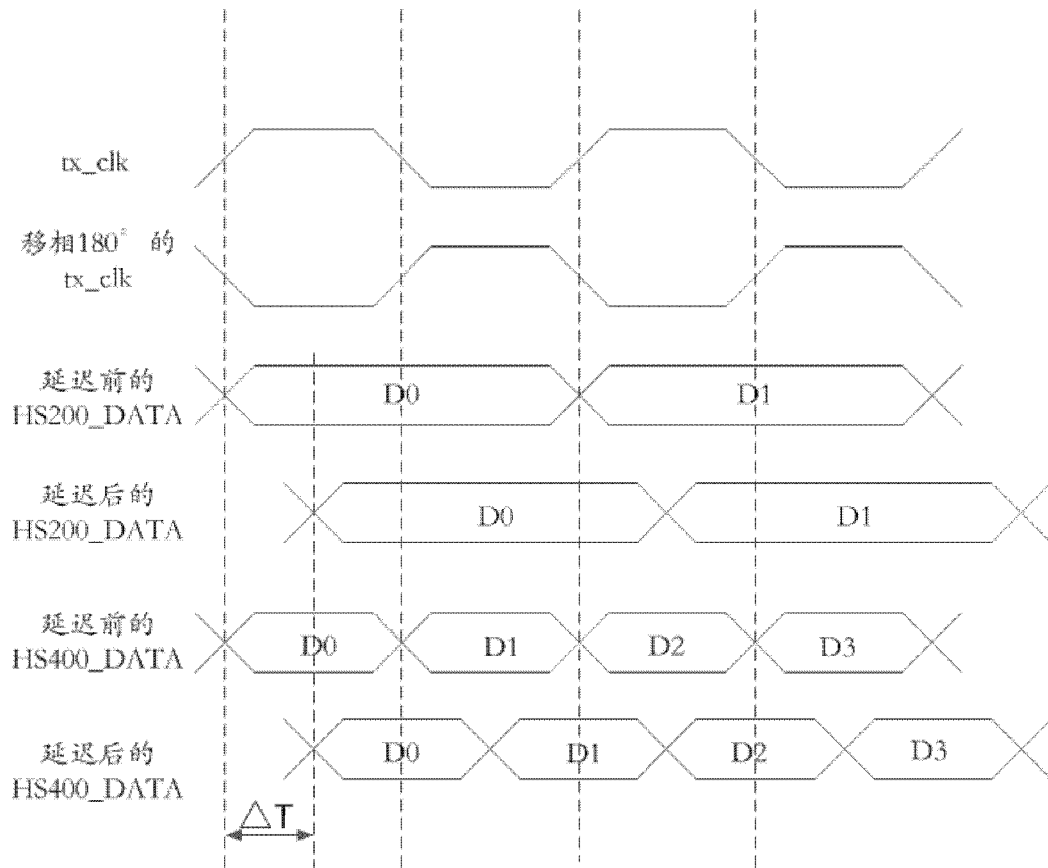 tx_clk
移相180° 的
tx_clk
延迟前的
HS200_DATA
D0
D1
延迟后的
HS200_DATA
D0
D1
延迟前的
HS400_DATA
D0
D1
D2
D3
延迟后的
HS400_DATA
D0
D1
D2
D3
△T